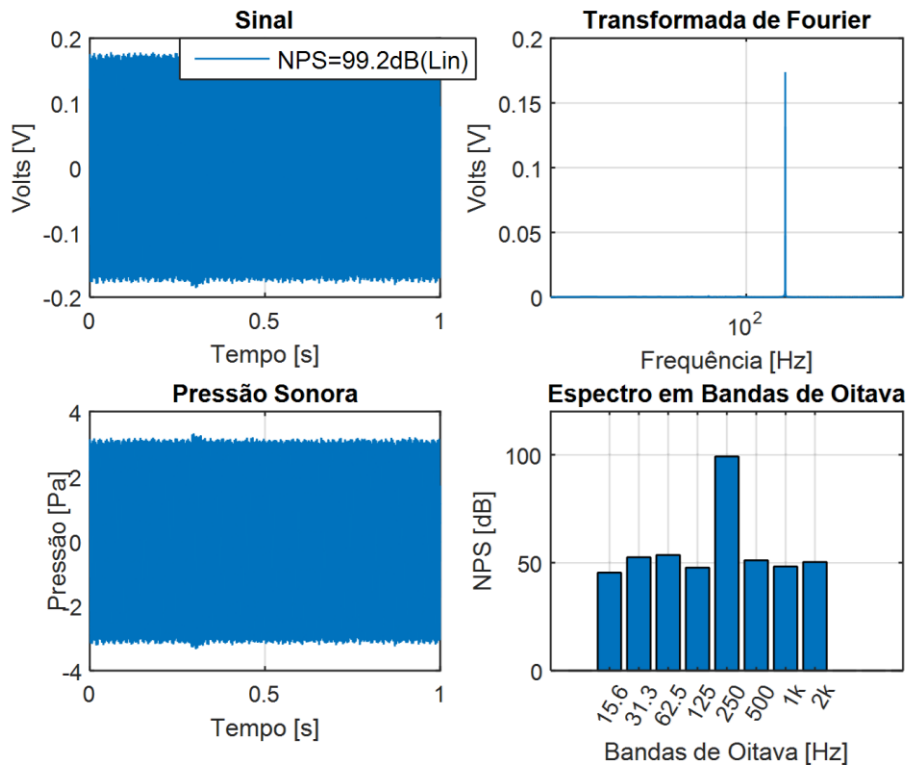 Sinal
0.2
0.1
0
-0.1
-0.2
Volts [V]
NPS=99.2dB(Lin)
0
0.5
1
Tempo [s]
Transformada de Fourier
0.2
0.15
0.1
0.05
0
Volts [V]
10²
Frequência [Hz]
Pressão Sonora
4
2
0
-2
-4
Pressão [Pa]
0
0.5
1
Tempo [s]
Espectro em Bandas de Oitava
100
50
0
NPS [dB]
15.6
31.3
62.5
125
250
500
1k
2k
Bandas de Oitava [Hz]